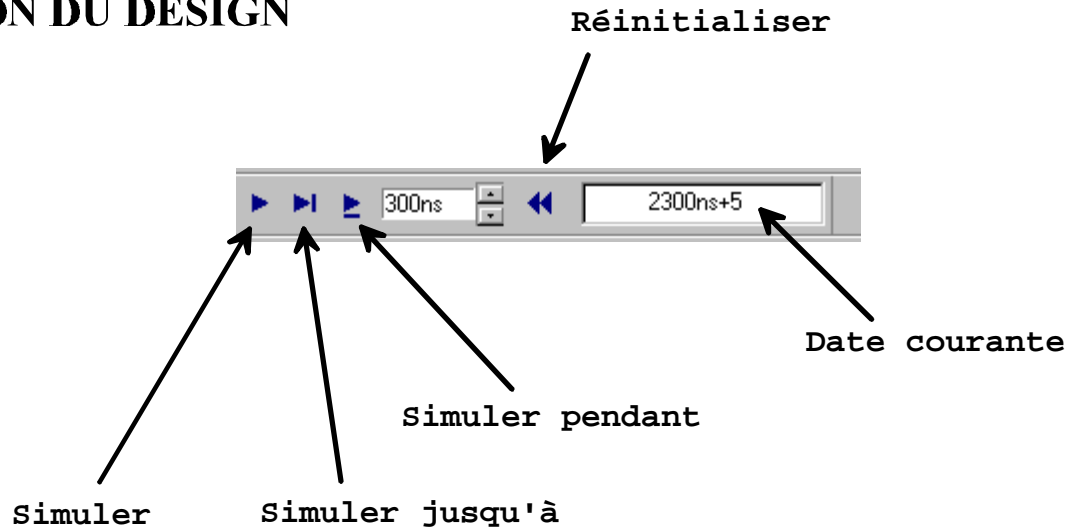 ON DU DESIGN
Réinitialiser
300ns
2300ns+5
Date courante
Simuler pendant
Simuler
Simuler jusqu'à